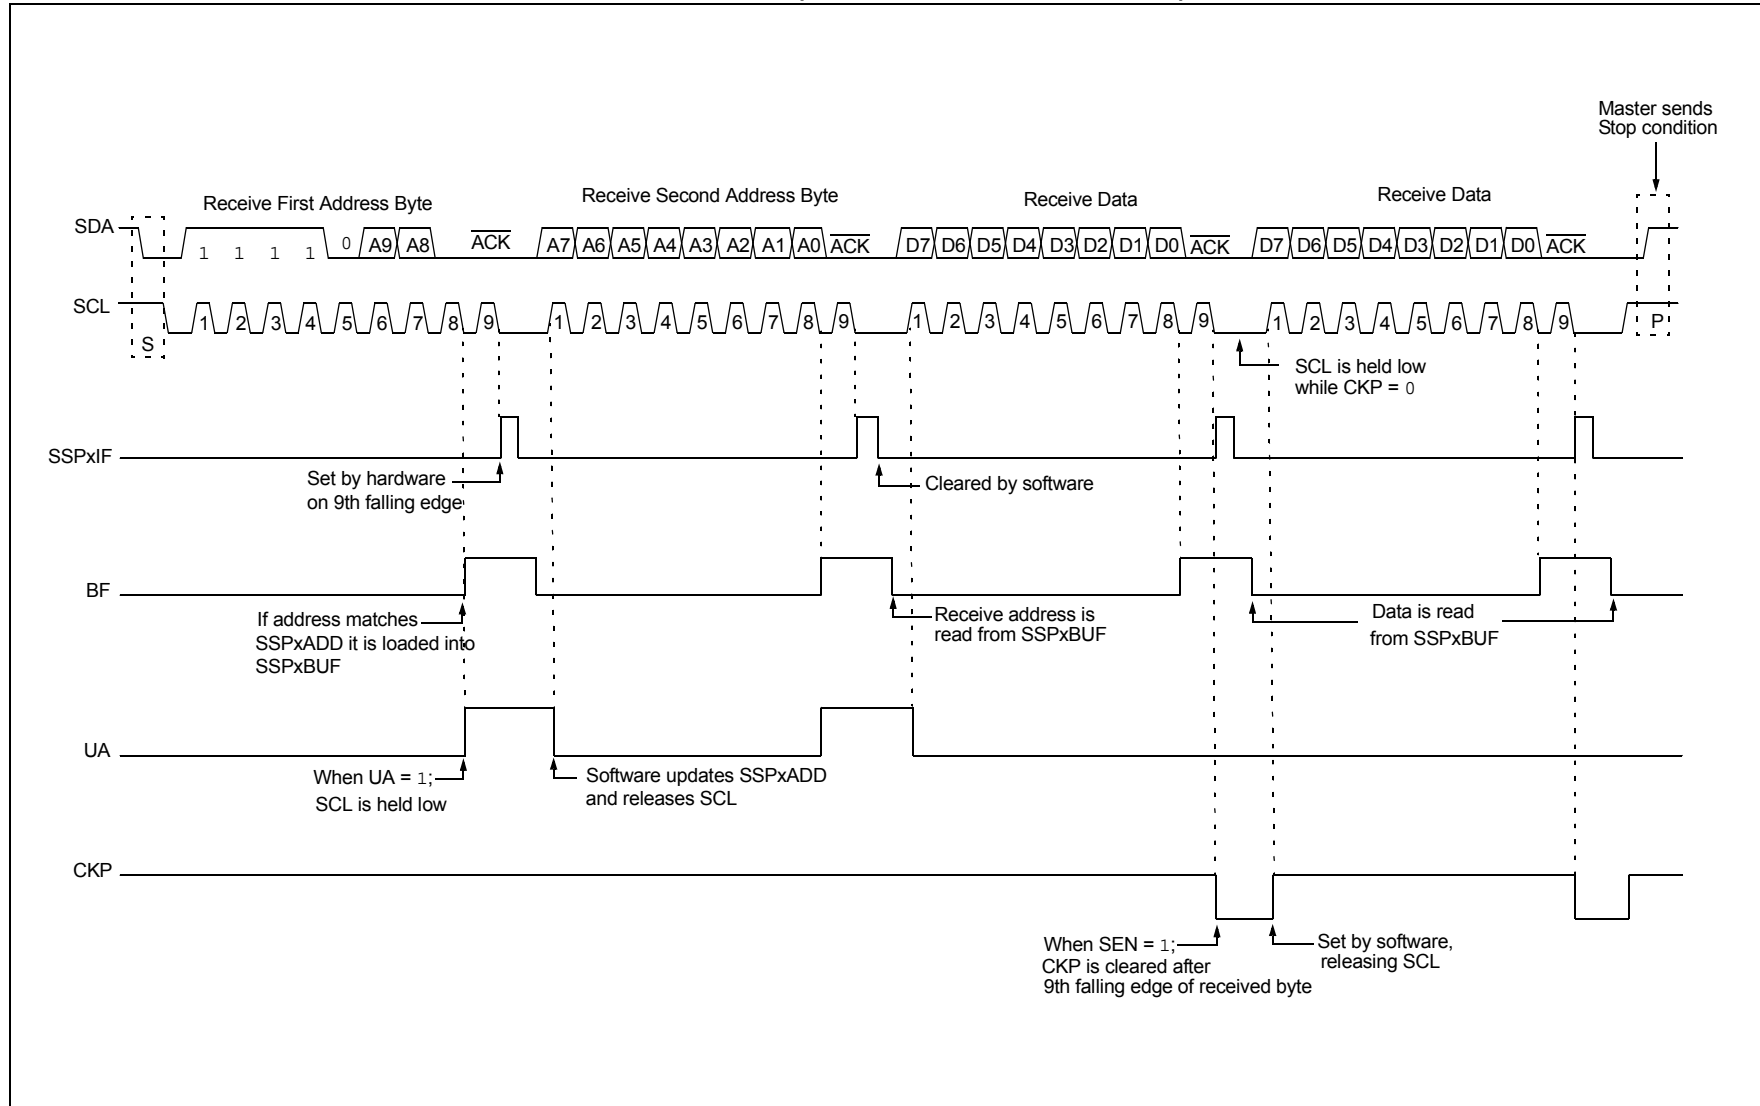 Master sends
Stop condition
Receive First Address Byte
Receive Second Address Byte
Receive Data
Receive Data
SDA
1 1 1 1 0 A9 A8 ACK A7 A6 A5 A4 A3 A2 A1 A0 ACK D7 D6 D5 D4 D3 D2 D1 D0 ACK D7 D6 D5 D4 D3 D2 D1 D0 ACK
SCL
S 1 2 3 4 5 6 7 8 9 1 2 3 4 5 6 7 8 9 1 2 3 4 5 6 7 8 9 1 2 3 4 5 6 7 8 9 P
SCL is held low
while CKP = 0
SSPxIF
Set by hardware
on 9th falling edge
Cleared by software
BF
If address matches
SSPxADD it is loaded into
SSPxBUF
Receive address is
read from SSPxBUF
Data is read
from SSPxBUF
UA
When UA = 1;
SCL is held low
Software updates SSPxADD
and releases SCL
CKP
When SEN = 1;
CKP is cleared after
9th falling edge of received byte
Set by software,
releasing SCL